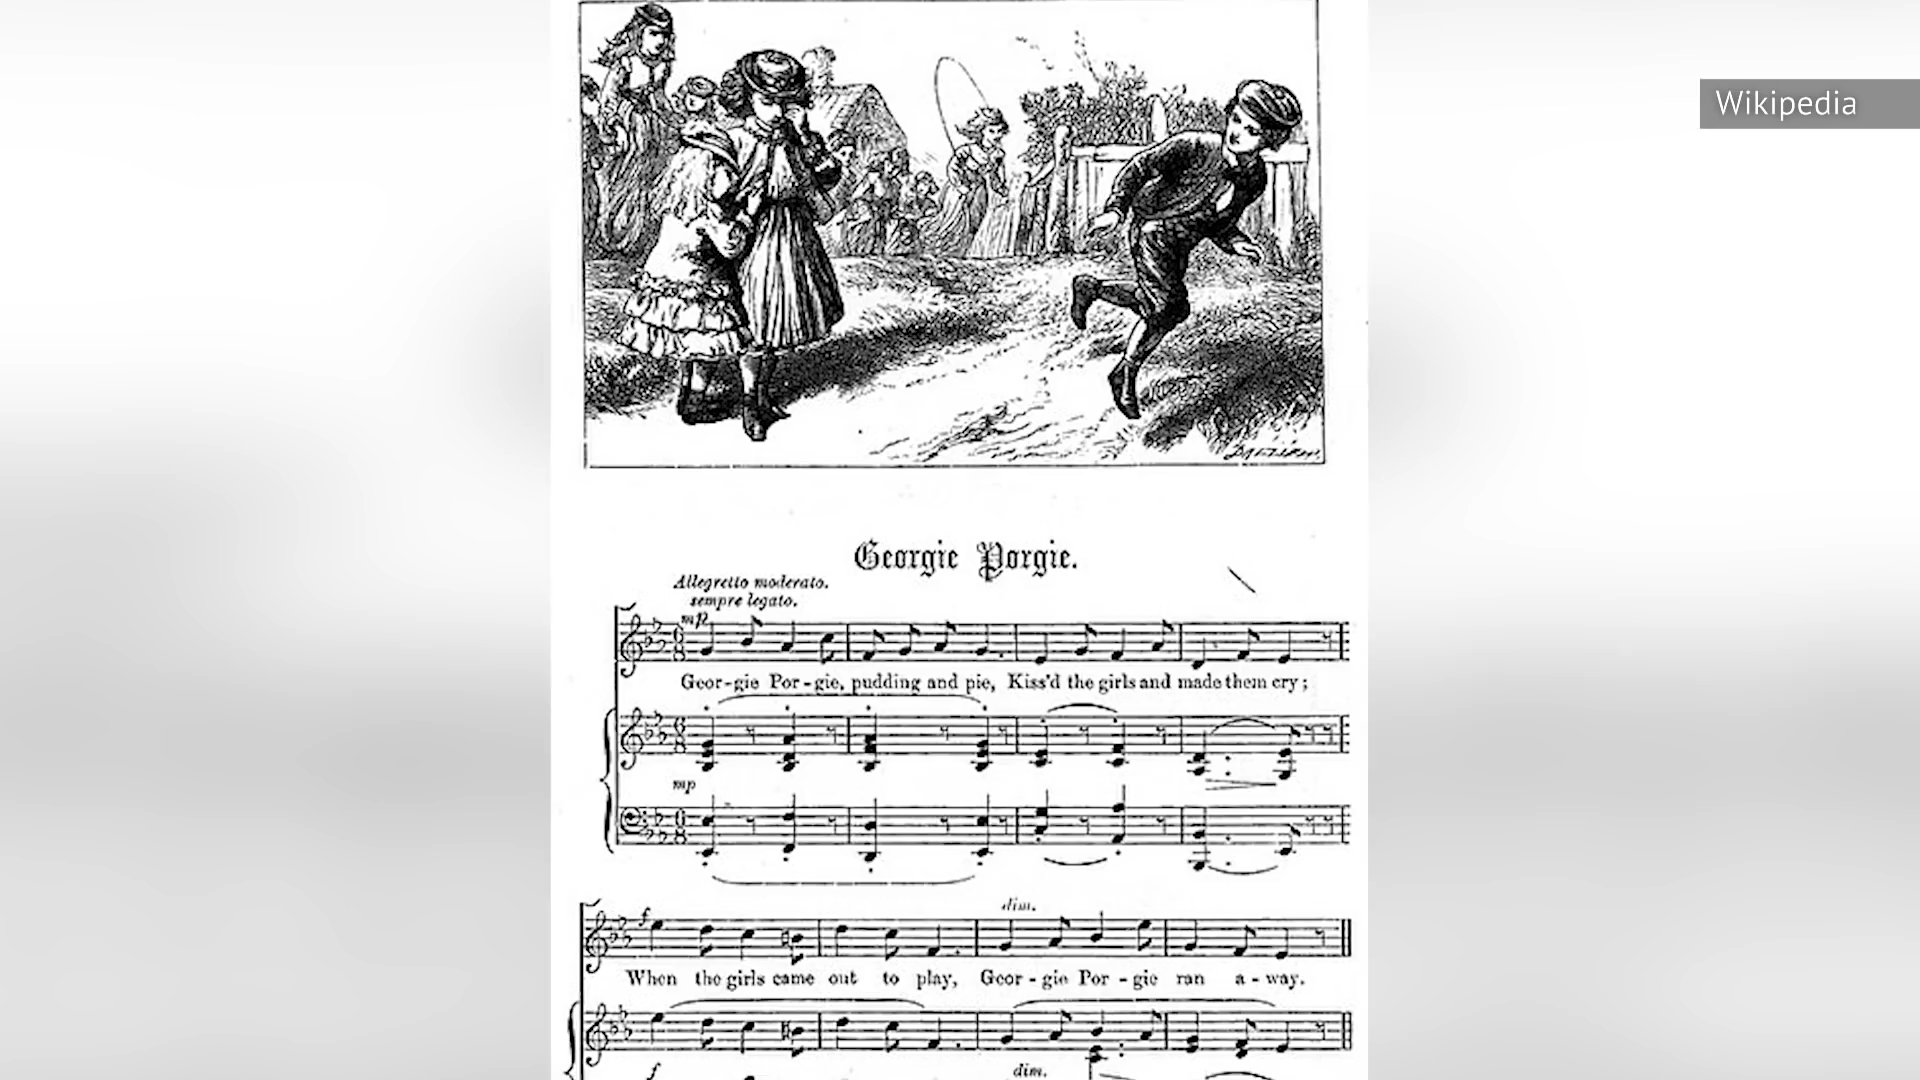 Wikipedia
Georgie Porgie.
Allegretto moderato.
sempre legato.
mp
Geor-gie Por-gie, pudding and pie, Kiss'd the girls and made them cry;
mp
f
dim.
When the girls came out to play, Geor-gie Por-gie ran a-way.
f
dim.